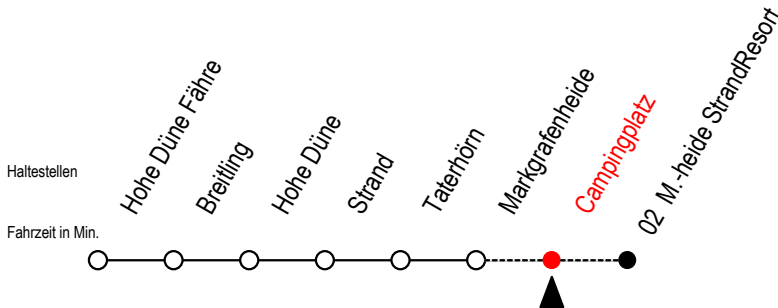 Haltestellen
Hohe Düne Fähre
Breitling
Hohe Düne
Strand
Taterhörn
Markgrafenheide
Campingplatz
02 M.-heide StrandResort
Fahrzeit in Min.